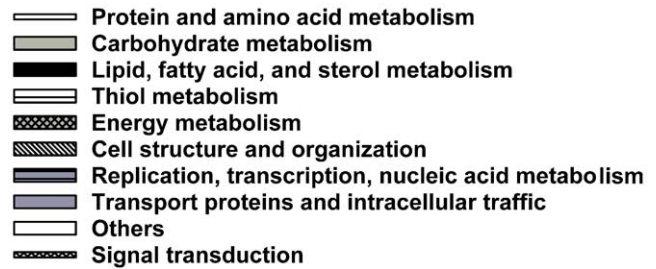 Protein and amino acid metabolism
Carbohydrate metabolism
Lipid, fatty acid, and sterol metabolism
Thiol metabolism
Energy metabolism
Cell structure and organization
Replication, transcription, nucleic acid metabolism
Transport proteins and intracellular traffic
Others
Signal transduction